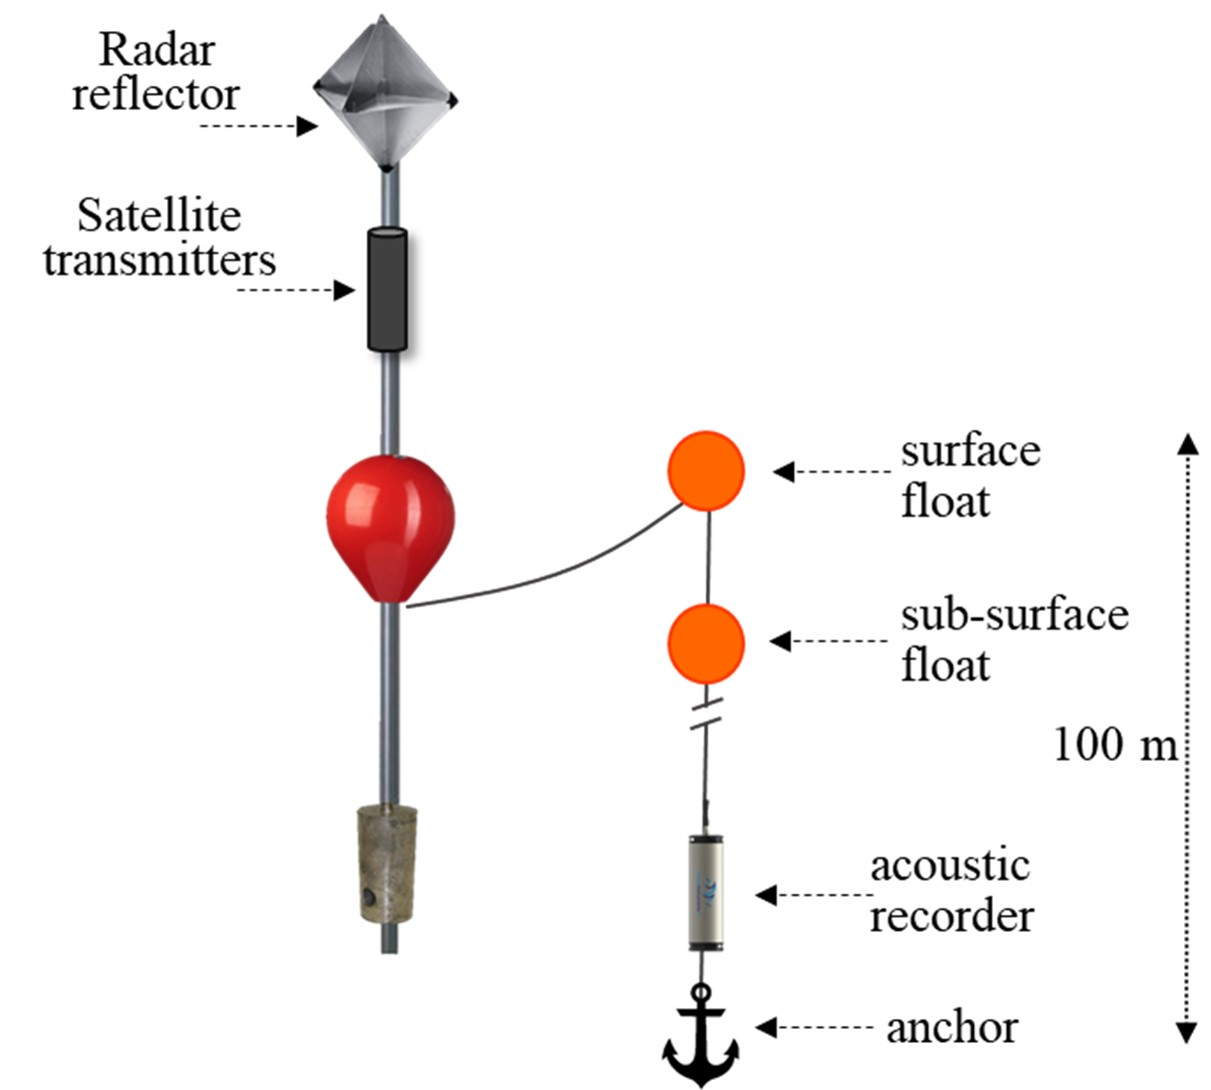 Radar
reflector
Satellite
transmitters
surface
float
sub-surface
float
100 m
acoustic
recorder
anchor